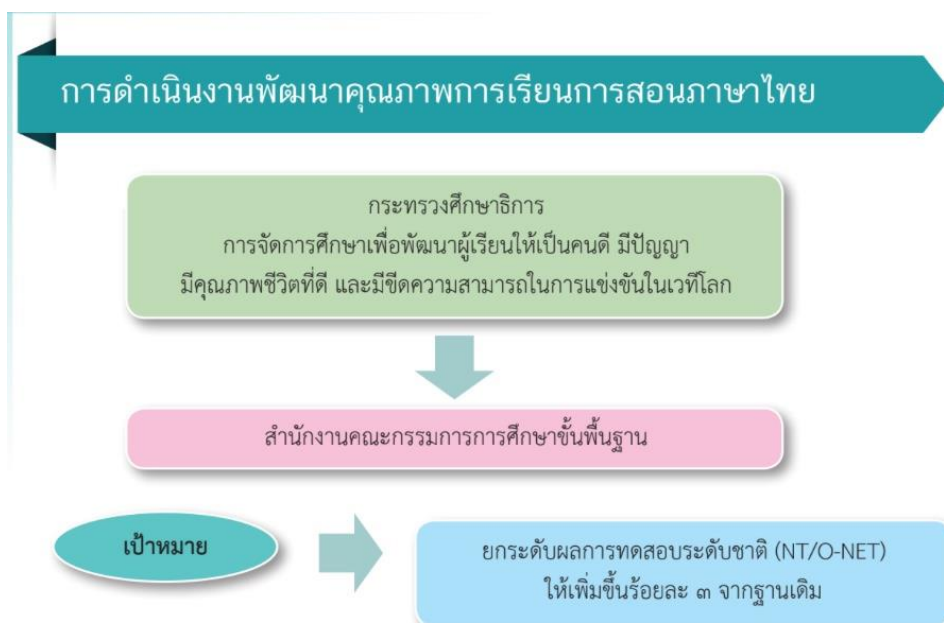 การดำเนินงานพัฒนาคุณภาพการเรียนการสอนภาษาไทย
กระทรวงศึกษาธิการ
การจัดการศึกษาเพื่อพัฒนาผู้เรียนให้เป็นคนดี มีปัญญา
มีคุณภาพชีวิตที่ดี และมีขีดความสามารถในการแข่งขันในเวทีโลก
สำนักงานคณะกรรมการการศึกษาขั้นพื้นฐาน
เป้าหมาย
ยกระดับผลการทดสอบระดับชาติ (NT/O-NET)
ให้เพิ่มขึ้นร้อยละ ๓ จากฐานเดิม